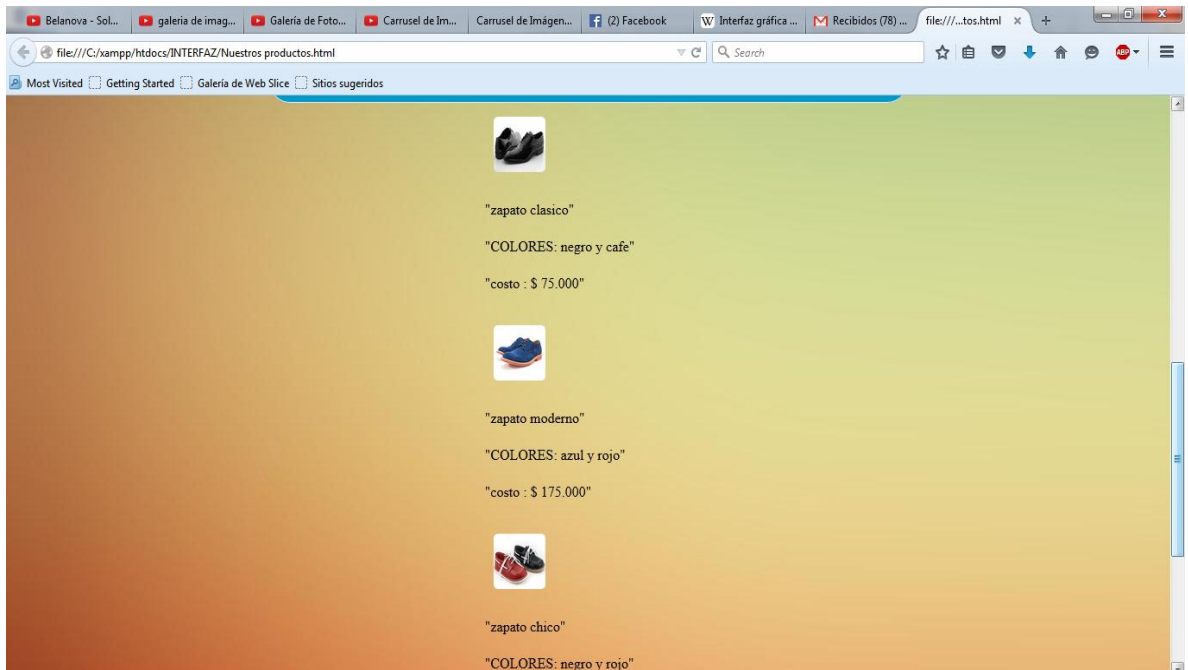 Belanova - Sol... galeria de imag... Galería de Foto... Carrusel de Im... Carrusel de Imágen... (2) Facebook Interfaz gráfica ... Recibidos (78) ... file:///...tos.html
file:///C:/xampp/htdocs/INTERFAZ/Nuestros productos.html Search ABP
Most Visited Getting Started Galería de Web Slice Sitios sugeridos
"zapato clasico"
"COLORES: negro y cafe"
"costo : $ 75.000"
"zapato moderno"
"COLORES: azul y rojo"
"costo : $ 175.000"
"zapato chico"
"COLORES: negro y rojo"